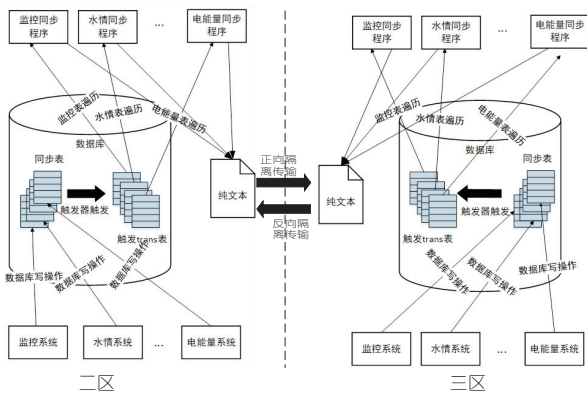 监控同步
程序
水情同步
程序
...
电能量同步
程序
监控表遍历
水情表遍历
电能量表遍历
数据库
同步表
触发器触发
触发trans表
纯文本
数据库写操作
数据库写操作
数据库写操作
监控系统
水情系统
...
电能量系统
二区
正向隔
离传输
反向隔
离传输
监控同步
程序
水情同步
程序
...
电能量同步
程序
监控表遍历
水情表遍历
电能量表遍历
数据库
同步表
触发器触发
触发trans表
纯文本
数据库写操作
数据库写操作
数据库写操作
监控系统
水情系统
...
电能量系统
三区